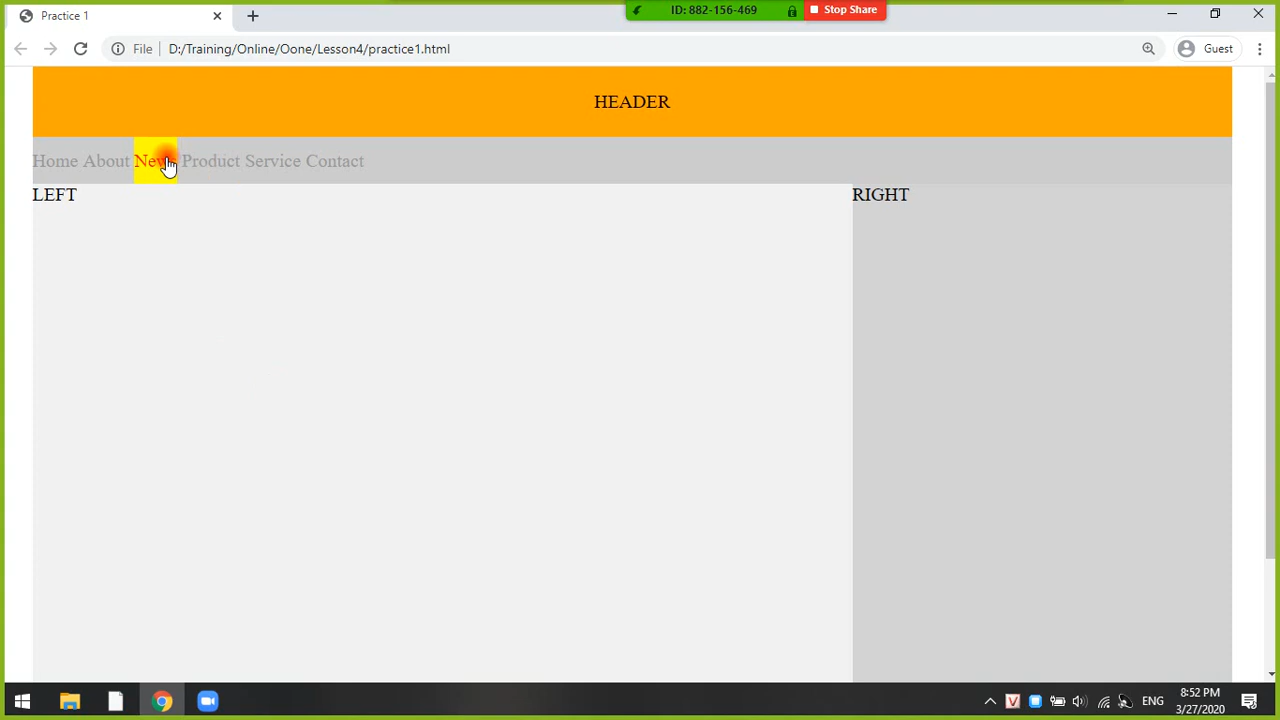 Practice 1
ID: 882-156-469
Stop Share
File
D:/Training/Online/Oone/Lesson4/practice1.html
Guest
HEADER
Home About News Product Service Contact
LEFT
RIGHT
ENG
8:52 PM
3/27/2020